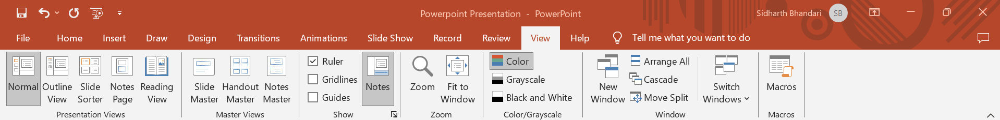 Powerpoint Presentation - PowerPoint
Sidharth Bhandari SB
File Home Insert Draw Design Transitions Animations Slide Show Record Review View Help Tell me what you want to do
Normal
Outline View
Slide Sorter
Notes Page
Reading View
Presentation Views
Slide Master
Handout Master
Notes Master
Master Views
Ruler
Gridlines
Guides
Notes
Show
Zoom
Fit to Window
Zoom
Color
Grayscale
Black and White
Color/Grayscale
New Window
Arrange All
Cascade
Move Split
Switch Windows
Window
Macros
Macros